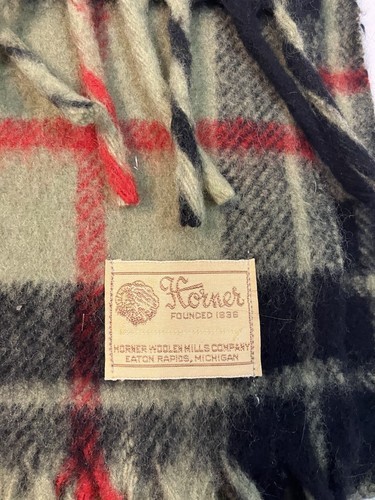 Horner
FOUNDED 1836
HORNER WOOLEN MILLS COMPANY
EATON RAPIDS, MICHIGAN